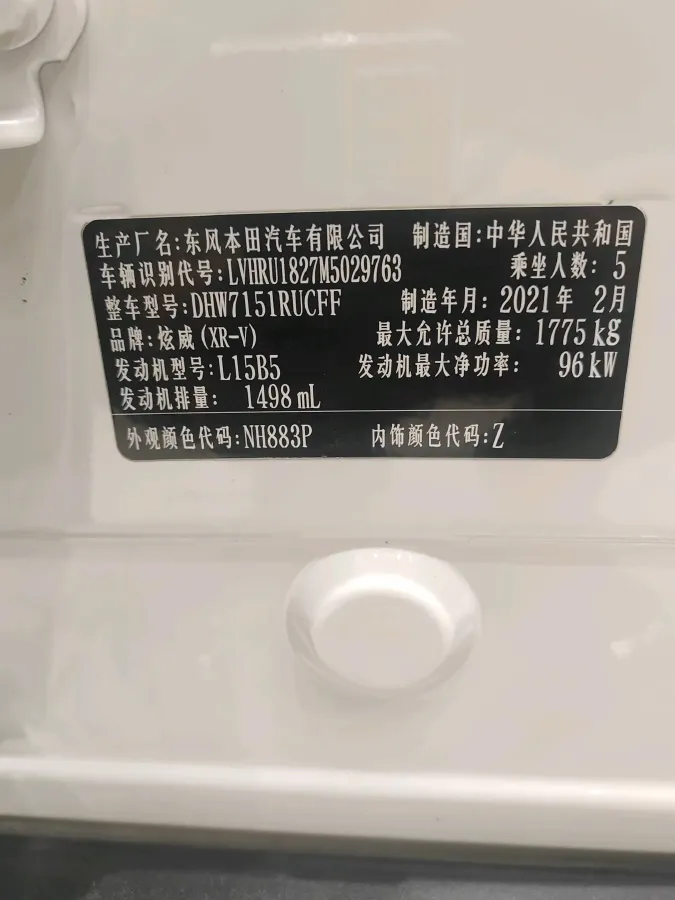 生产厂名:东风本田汽车有限公司 制造国:中华人民共和国
车辆识别代号:LVHRU1827M5029763 乘坐人数: 5
整车型号:DHW7151RUCFF 制造年月:2021年 2月
品牌:炫威(XR-V) 最大允许总质量: 1775kg
发动机型号:L15B5 发动机最大净功率: 96kW
发动机排量: 1498mL
外观颜色代码:NH883P 内饰颜色代码:Z